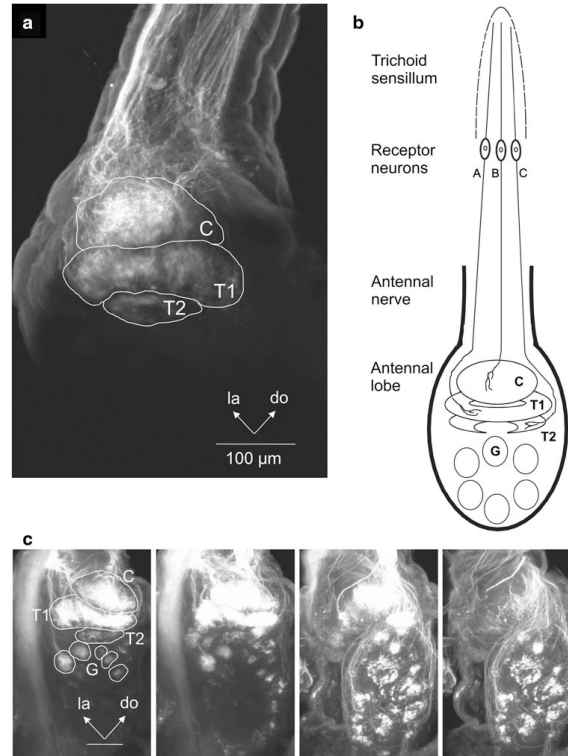 a
C
T1
T2
la
do
100 µm
b
Trichoid
sensillum
Receptor
neurons
A
B
C
Antennal
nerve
Antennal
lobe
C
T1
T2
G
c
C
T1
T2
G
la
do